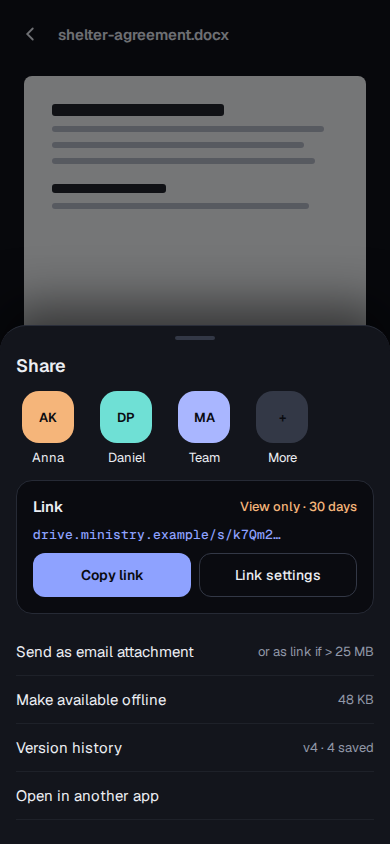 shelter-agreement.docx
Share
AK DP MA +
Anna Daniel Team More
Link View only · 30 days
drive.ministry.example/s/k7Qm2…
Copy link Link settings
Send as email attachment or as link if > 25 MB
Make available offline 48 KB
Version history v4 · 4 saved
Open in another app